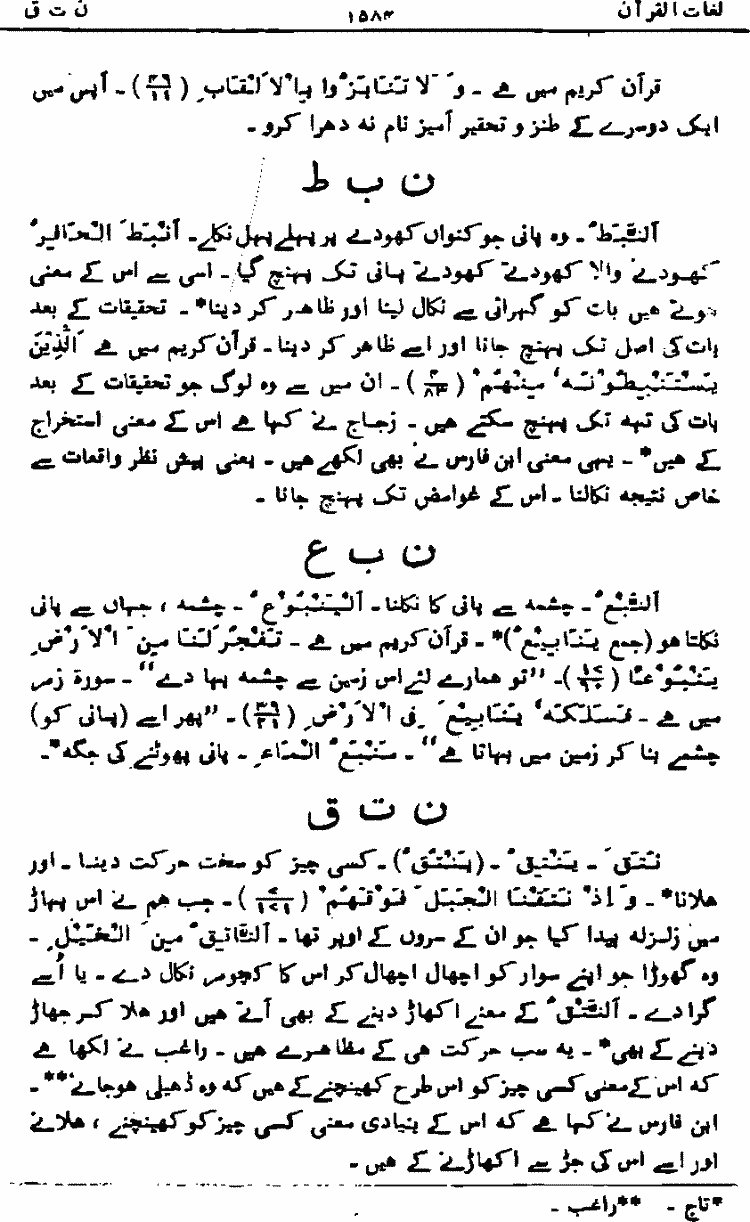 لغات القرآن ۱۵۸۴ ن ت ق
قرآن کریم میں ہے ۔ وَ لَا تَنَابَزُوْا بِالْاَلْقَابِ (۴۹/۱۱) ۔ آپس میں
ایک دوسرے کے طنز و تحقیر آمیز نام نہ دھرا کرو ۔
ن ب ط
اَلنَّبَطُ ۔ وہ پانی جو کنواں کھودنے پر پہلے پہل نکلے ۔ اَنْبَطَ الْحَافِرُ
کھودنے والا کھودتے کھودتے پانی تک پہنچ گیا ۔ اسی سے اس کے معنی
ہوتے ہیں بات کو گہرائی سے نکال لینا اور ظاہر کر دینا* ۔ تحقیقات کے بعد
بات کی اصل تک پہنچ جانا اور اسے ظاہر کر دینا ۔ قرآن کریم میں ہے اَلَّذِیْنَ
یَسْتَنْبِطُوْنَہٗ مِنْہُمْ (۴/۸۳) ۔ ان میں سے وہ لوگ جو تحقیقات کے بعد
بات کی تہہ تک پہنچ سکتے ہیں ۔ زجاج نے کہا ہے اس کے معنی استخراج
کے ہیں* ۔ یہی معنی ابن فارس نے بھی لکھے ہیں ۔ یعنی پیش نظر واقعات سے
خاص نتیجہ نکالنا ۔ اس کے غوامض تک پہنچ جانا ۔
ن ب ع
اَلنَّبْعُ ۔ چشمہ سے پانی کا نکلنا ۔ اَلْیَنْبُوْعُ ۔ چشمہ ، جہاں سے پانی
نکلتا ہو (جمع یَنَابِیْعُ)* ۔ قرآن کریم میں ہے ۔ تَفْجُرَ لَنَا مِنَ الْاَرْضِ
یَنْبُوْعًا (۱۷/۹۰) ۔ ”تو ہمارے لئے اس زمین سے چشمہ بہا دے“ ۔ سورۃ زمر
میں ہے ۔ فَسَلَکَہٗ یَنَابِیْعَ فِی الْاَرْضِ (۳۹/۲۱) ۔ ”پھر اسے (پانی کو)
چشمے بنا کر زمین میں بہاتا ہے“ ۔ مَنْبَعُ الْمَاءِ ۔ پانی پھوٹنے کی جگہ* ۔
ن ت ق
نَتَقَ ۔ یَنْتِقُ ۔ (یَنْتُقُ) ۔ کسی چیز کو سخت حرکت دینا ۔ اور
ہلانا* ۔ وَ اِذْ نَتَقْنَا الْجَبَلَ فَوْقَہُمْ (۷/۱۷۱) ۔ جب ہم نے اس پہاڑ
میں زلزلہ پیدا کیا جو ان کے سروں کے اوپر تھا ۔ اَلنَّاتِقُ مِنَ الْخَیْلِ ۔
وہ گھوڑا جو اپنے سوار کو اچھال اچھال کر اس کا کچومر نکال دے ۔ یا اُسے
گرا دے ۔ اَلنَّتْقُ کے معنے اکھاڑ دینے کے بھی آتے ہیں اور ہلا کر جھاڑ
دینے کے بھی* ۔ یہ سب حرکت ہی کے مظاہرے ہیں ۔ راغب نے لکھا ہے
کہ اس کے معنی کسی چیز کو اس طرح کھینچنے کے ہیں کہ وہ ڈھیلی ہو جائے** ۔
ابن فارس نے کہا ہے کہ اس کے بنیادی معنی کسی چیز کو کھینچنے ، ہلانے
اور اسے اس کی جڑ سے اکھاڑنے کے ہیں ۔
*تاج ۔ **راغب ۔